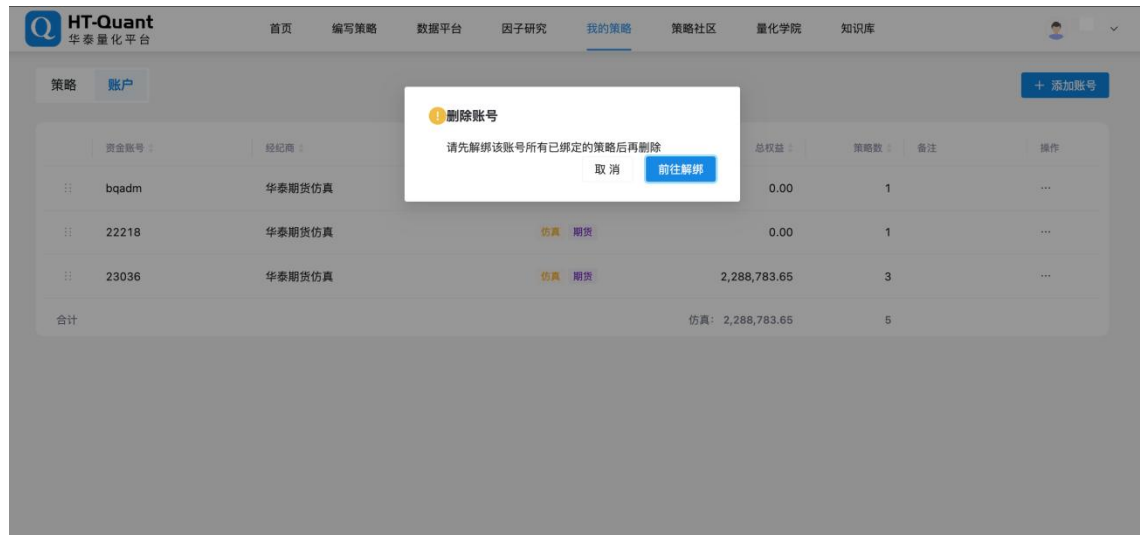 HT-Quant
华泰量化平台
首页 编写策略 数据平台 因子研究 我的策略 策略社区 量化学院 知识库
策略 账户
+ 添加账号
删除账号
请先解绑该账号所有已绑定的策略后再删除
取消 前往解绑
资金账号 经纪商 总权益 策略数 备注 操作
bqadm 华泰期货仿真 0.00 1 ...
22218 华泰期货仿真 仿真 期货 0.00 1 ...
23036 华泰期货仿真 仿真 期货 2,288,783.65 3 ...
合计 仿真: 2,288,783.65 5